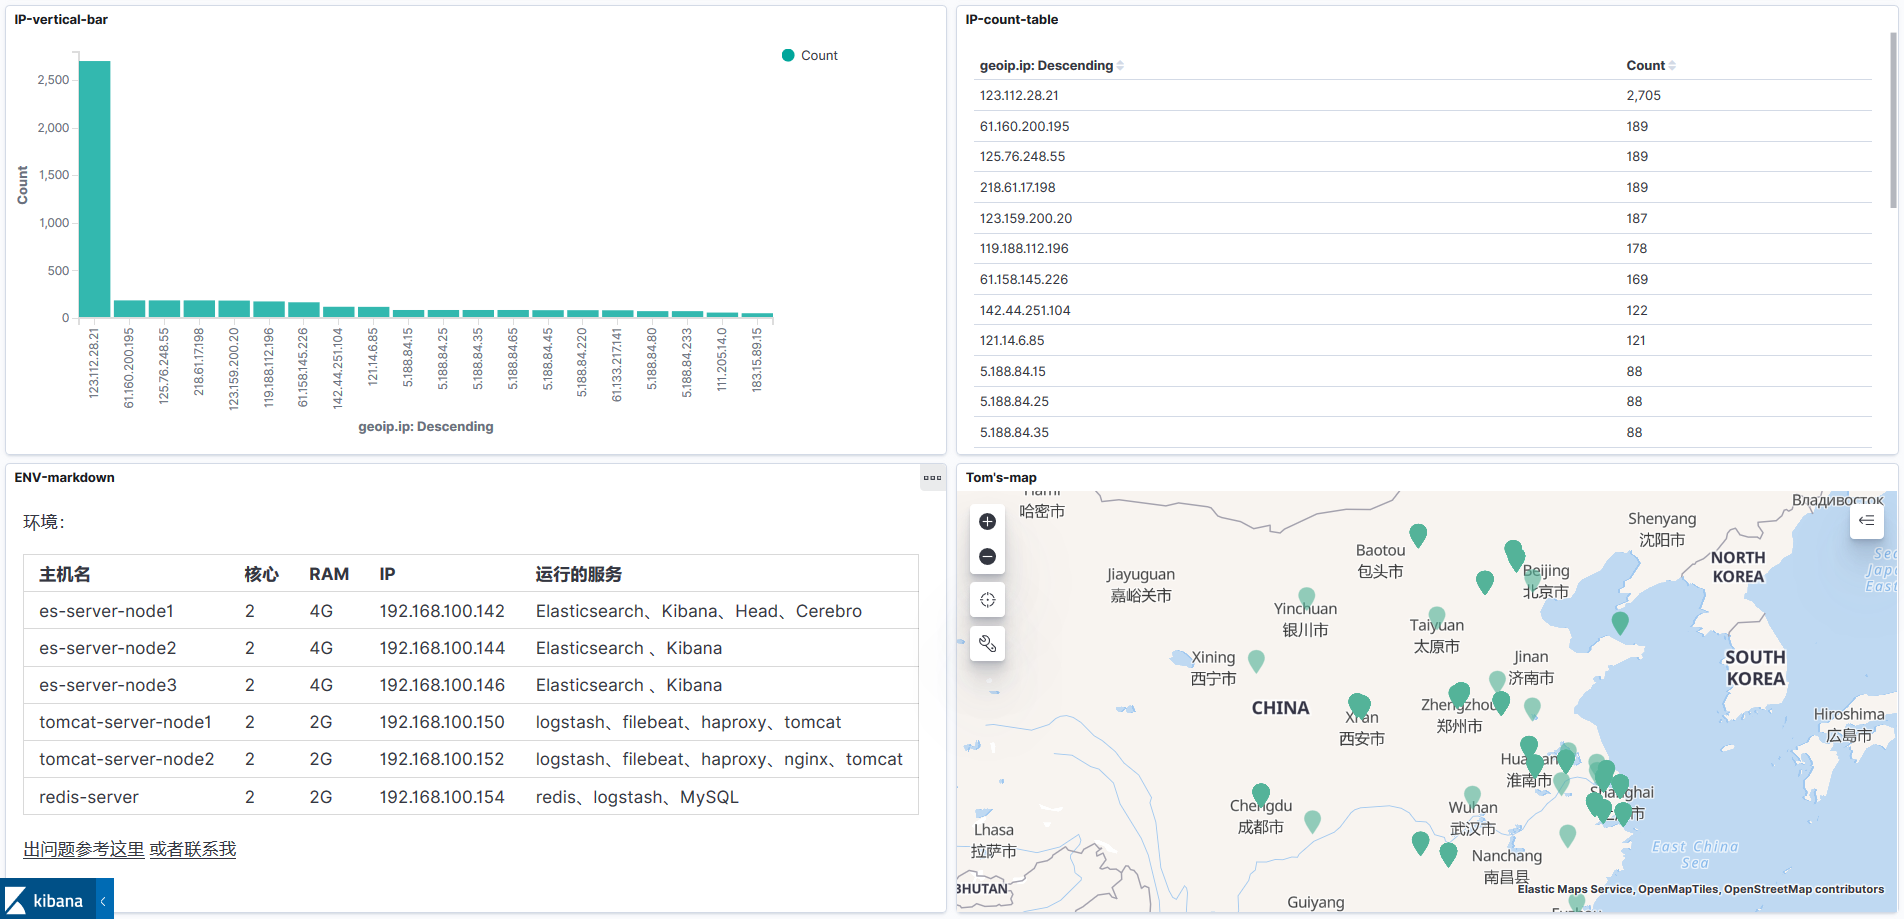 IP-vertical-bar
Count
2,500
2,000
1,500
1,000
500
0
Count
123.112.28.21
61.160.200.195
125.76.248.55
218.61.17.198
123.159.200.20
119.188.112.196
61.158.145.226
142.44.251.104
121.14.6.85
5.188.84.15
5.188.84.25
5.188.84.35
5.188.84.65
5.188.84.45
5.188.84.220
61.133.217.141
5.188.84.80
5.188.84.233
111.205.14.0
183.15.89.15
geoip.ip: Descending
IP-count-table
geoip.ip: Descending Count
123.112.28.21 2,705
61.160.200.195 189
125.76.248.55 189
218.61.17.198 189
123.159.200.20 187
119.188.112.196 178
61.158.145.226 169
142.44.251.104 122
121.14.6.85 121
5.188.84.15 88
5.188.84.25 88
5.188.84.35 88
ENV-markdown
环境：
主机名 核心 RAM IP 运行的服务
es-server-node1 2 4G 192.168.100.142 Elasticsearch、Kibana、Head、Cerebro
es-server-node2 2 4G 192.168.100.144 Elasticsearch 、Kibana
es-server-node3 2 4G 192.168.100.146 Elasticsearch 、Kibana
tomcat-server-node1 2 2G 192.168.100.150 logstash、filebeat、haproxy、tomcat
tomcat-server-node2 2 2G 192.168.100.152 logstash、filebeat、haproxy、nginx、tomcat
redis-server 2 2G 192.168.100.154 redis、logstash、MySQL
出问题参考这里 或者联系我
kibana
Tom's-map
Hami
哈密市
Владивосток
Shenyang
沈阳市
NORTH
KOREA
Baotou
包头市
Beijing
北京市
Jiayuguan
嘉峪关市
Yinchuan
银川市
Taiyuan
太原市
Xining
西宁市
Jinan
济南市
SOUTH
KOREA
CHINA
Zhengzhou
郑州市
Xi'an
西安市
Hiroshima
広島市
淮南市
Shanghai
Chengdu
成都市
Wuhan
武汉市
Lhasa
拉萨市
East China
Sea
Nanchang
南昌县
BHUTAN
Guiyang
Elastic Maps Service, OpenMapTiles, OpenStreetMap contributors